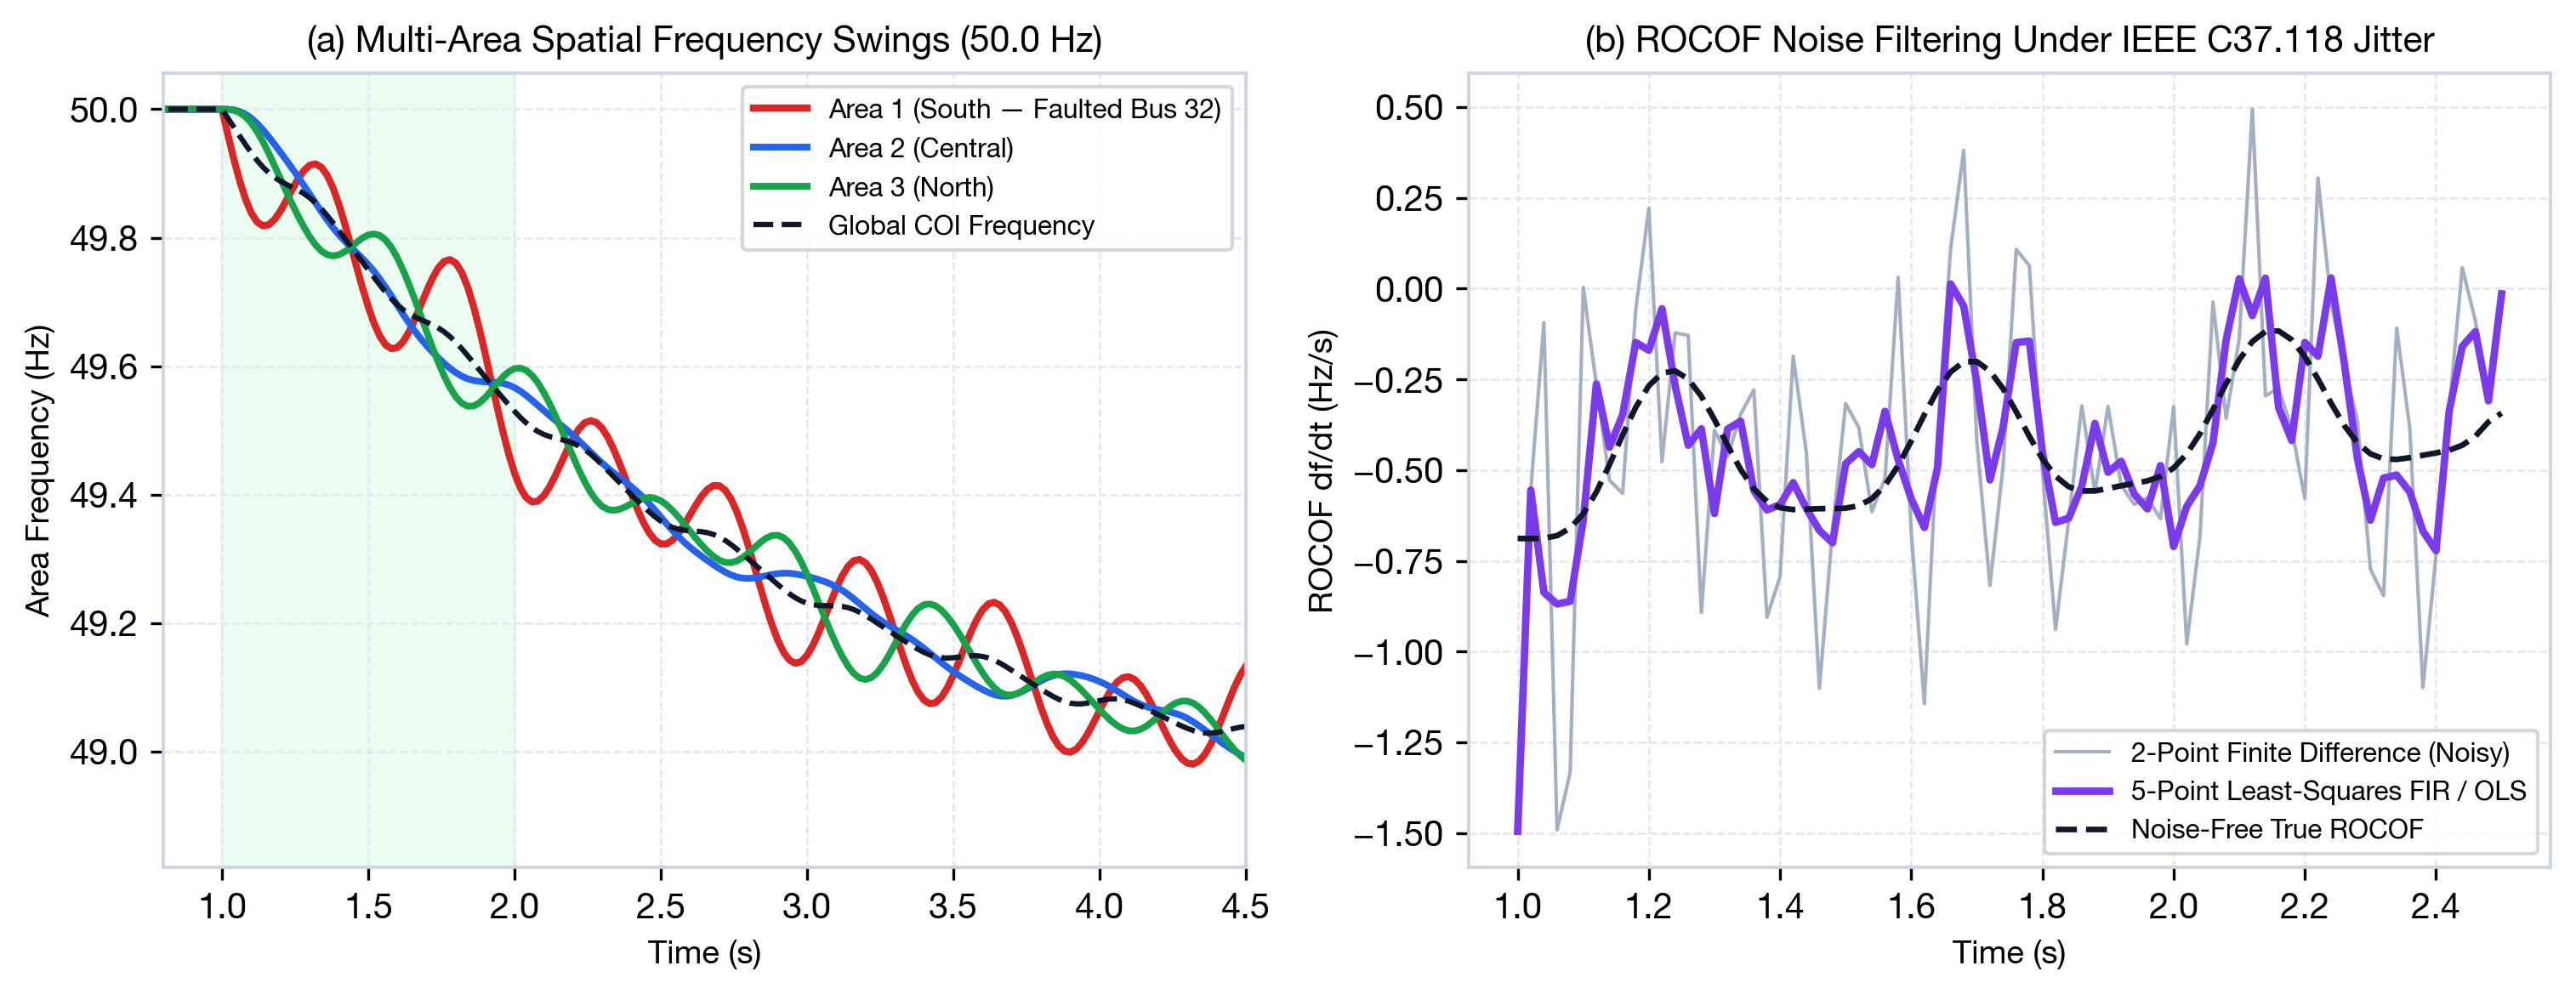 (a) Multi-Area Spatial Frequency Swings (50.0 Hz)
Area Frequency (Hz)
50.0
49.8
49.6
49.4
49.2
49.0
Area 1 (South — Faulted Bus 32)
Area 2 (Central)
Area 3 (North)
Global COI Frequency
1.0 1.5 2.0 2.5 3.0 3.5 4.0 4.5
Time (s)
(b) ROCOF Noise Filtering Under IEEE C37.118 Jitter
ROCOF df/dt (Hz/s)
0.50
0.25
0.00
−0.25
−0.50
−0.75
−1.00
−1.25
−1.50
2-Point Finite Difference (Noisy)
5-Point Least-Squares FIR / OLS
Noise-Free True ROCOF
1.0 1.2 1.4 1.6 1.8 2.0 2.2 2.4
Time (s)